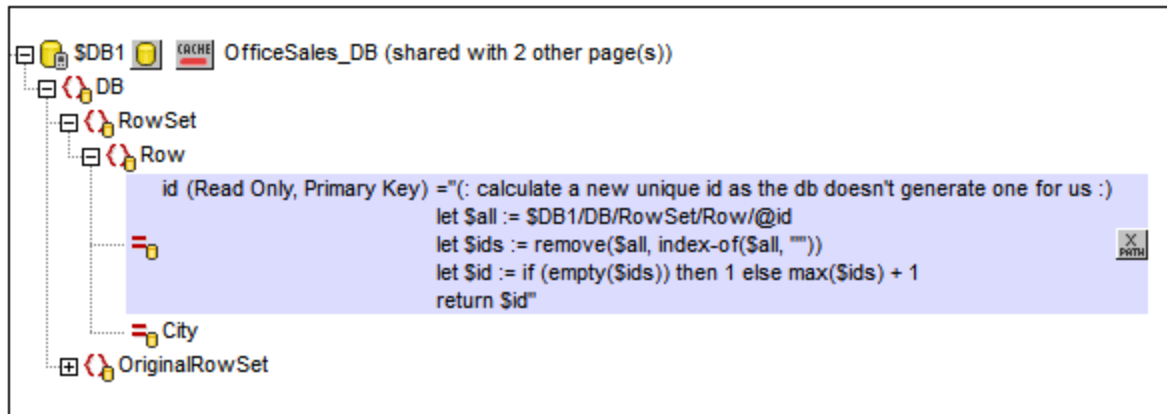 $DB1 CACHE OfficeSales_DB (shared with 2 other page(s))
DB
RowSet
Row
id (Read Only, Primary Key) ="(: calculate a new unique id as the db doesn't generate one for us :)
let $all := $DB1/DB/RowSet/Row/@id
let $ids := remove($all, index-of($all, ""))
let $id := if (empty($ids)) then 1 else max($ids) + 1
return $id"
X PATH
City
OriginalRowSet